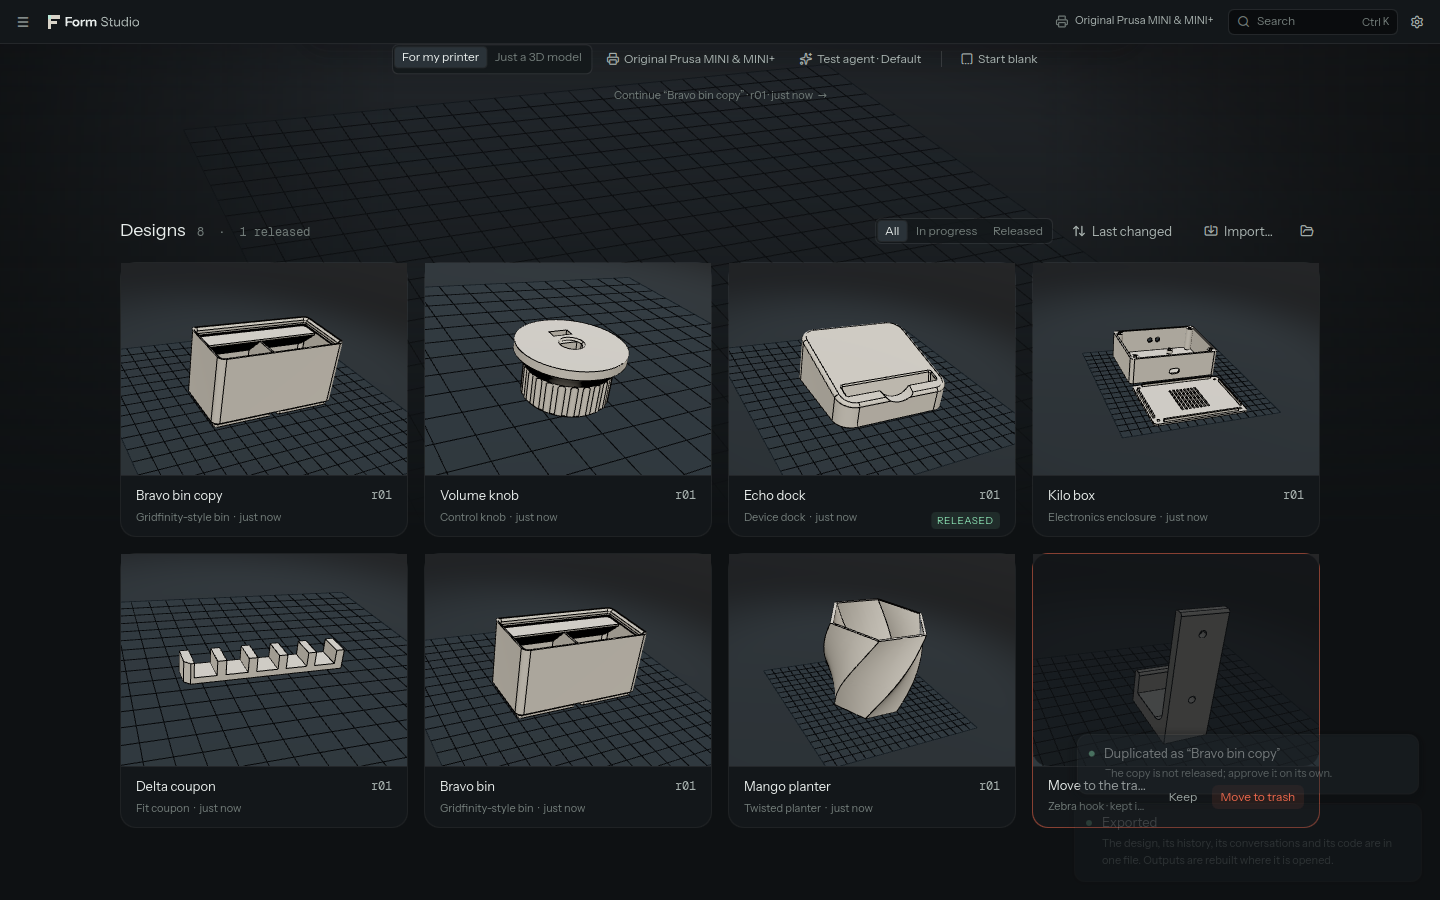 Form Studio
Original Prusa MINI & MINI+
Search
Ctrl K
For my printer
Just a 3D model
Original Prusa MINI & MINI+
Test agent · Default
Start blank
Continue “Bravo bin copy” · r01 · just now →
Designs 8 · 1 released
All
In progress
Released
Last changed
Import...
Bravo bin copy r01
Gridfinity-style bin · just now
Volume knob r01
Control knob · just now
Echo dock r01
Device dock · just now
RELEASED
Kilo box r01
Electronics enclosure · just now
Delta coupon r01
Fit coupon · just now
Bravo bin r01
Gridfinity-style bin · just now
Mango planter r01
Twisted planter · just now
Move to the tra...
Zebra hook · kept i...
Keep
Move to trash
Duplicated as “Bravo bin copy”
The copy is not released; approve it on its own.
Exported
The design, its history, its conversations and its code are in
one file. Outputs are rebuilt where it is opened.